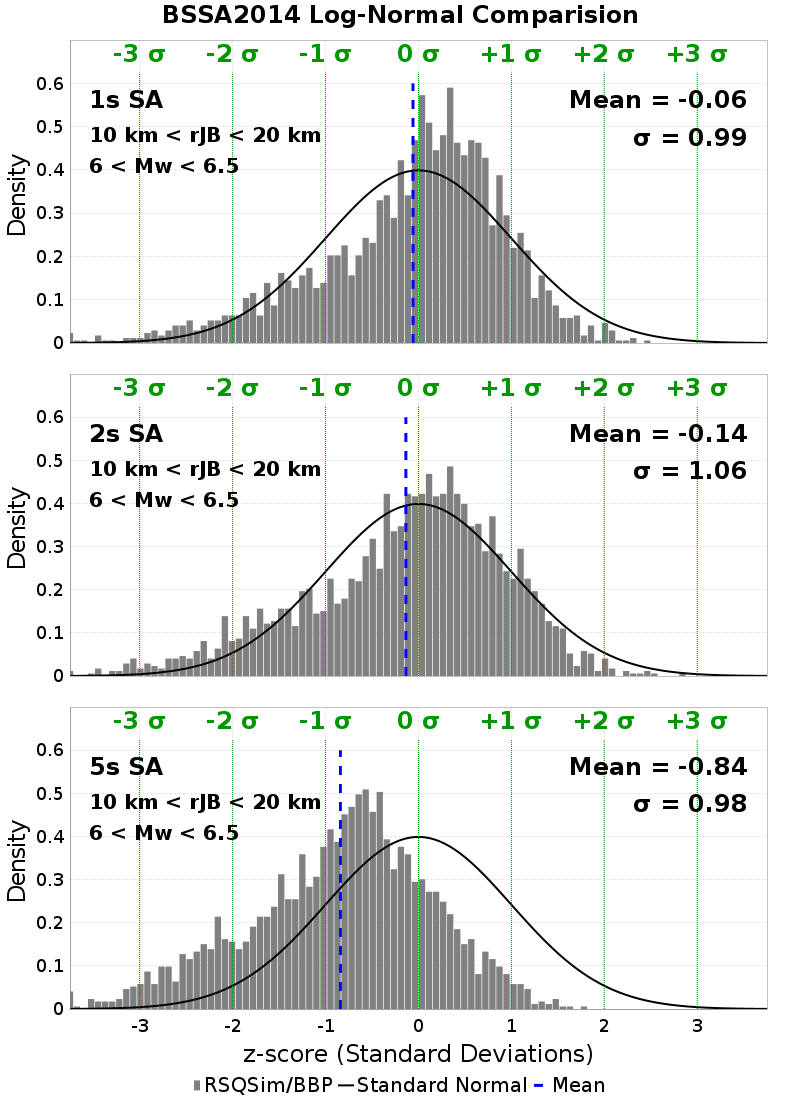 BSSA2014 Log-Normal Comparision
-3 σ -2 σ -1 σ 0 σ +1 σ +2 σ +3 σ
1s SA
Mean = -0.06
10 km < rJB < 20 km
σ = 0.99
6 < Mw < 6.5
Density
0.6
0.5
0.4
0.3
0.2
0.1
0
-3 σ -2 σ -1 σ 0 σ +1 σ +2 σ +3 σ
2s SA
Mean = -0.14
10 km < rJB < 20 km
σ = 1.06
6 < Mw < 6.5
Density
0.6
0.5
0.4
0.3
0.2
0.1
0
-3 σ -2 σ -1 σ 0 σ +1 σ +2 σ +3 σ
5s SA
Mean = -0.84
10 km < rJB < 20 km
σ = 0.98
6 < Mw < 6.5
Density
0.6
0.5
0.4
0.3
0.2
0.1
0
-3 -2 -1 0 1 2 3
z-score (Standard Deviations)
RSQSim/BBP Standard Normal Mean